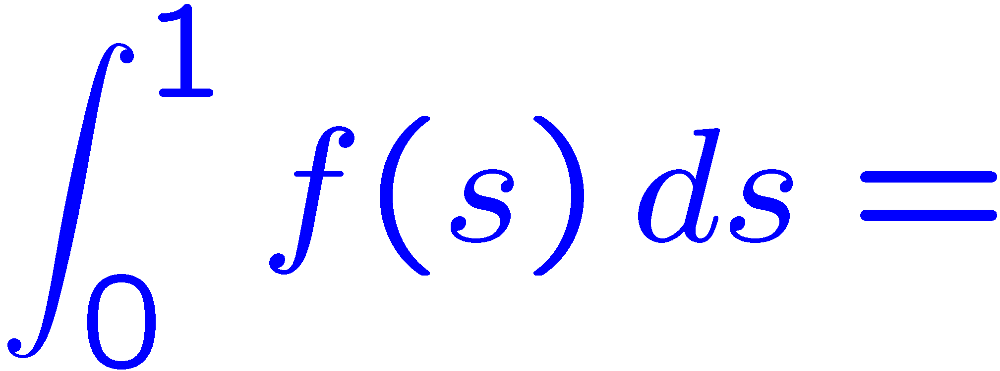 ∫₀¹ f(s) ds =